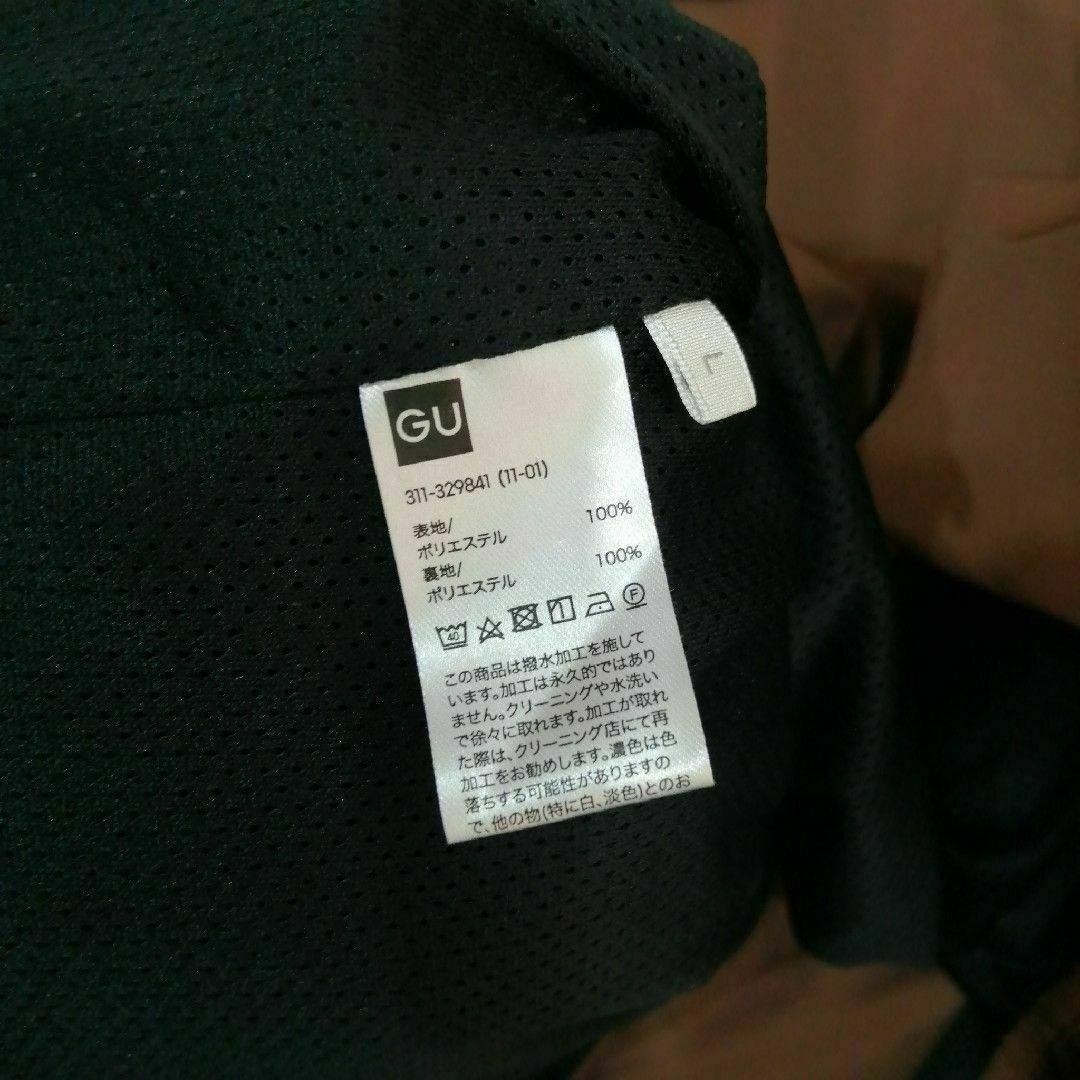 GU
L
311-329841 (11-01)
表地/
ポリエステル 100%
裏地/
ポリエステル 100%
40
F
この商品は撥水加工を施して
います。加工は永久的ではあり
ません。クリーニングや水洗い
で徐々に取れます。加工が取れ
た際は、クリーニング店にて再
加工をお勧めします。濃色は色
落ちする可能性がありますの
で、他の物(特に白、淡色)とのお